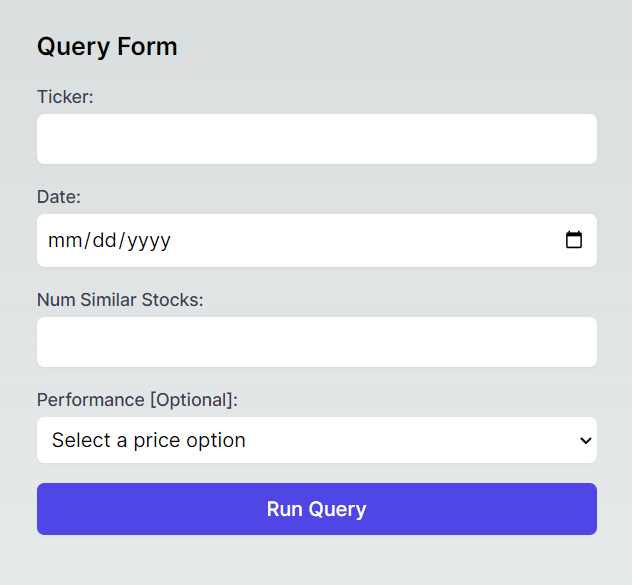 Query Form
Ticker:
Date:
mm/dd/yyyy
Num Similar Stocks:
Performance [Optional]:
Select a price option
Run Query